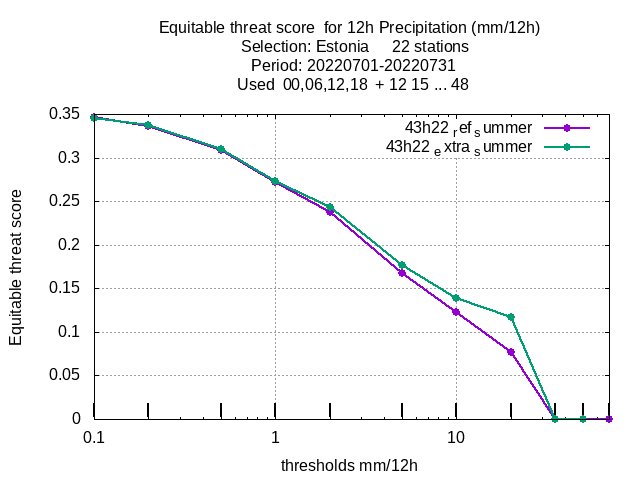 Equitable threat score for 12h Precipitation (mm/12h)
Selection: Estonia 22 stations
Period: 20220701-20220731
Used 00,06,12,18 + 12 15 ... 48
43h22 ref summer
43h22 extra summer
Equitable threat score
0.35
0.3
0.25
0.2
0.15
0.1
0.05
0
0.1 1 10
thresholds mm/12h